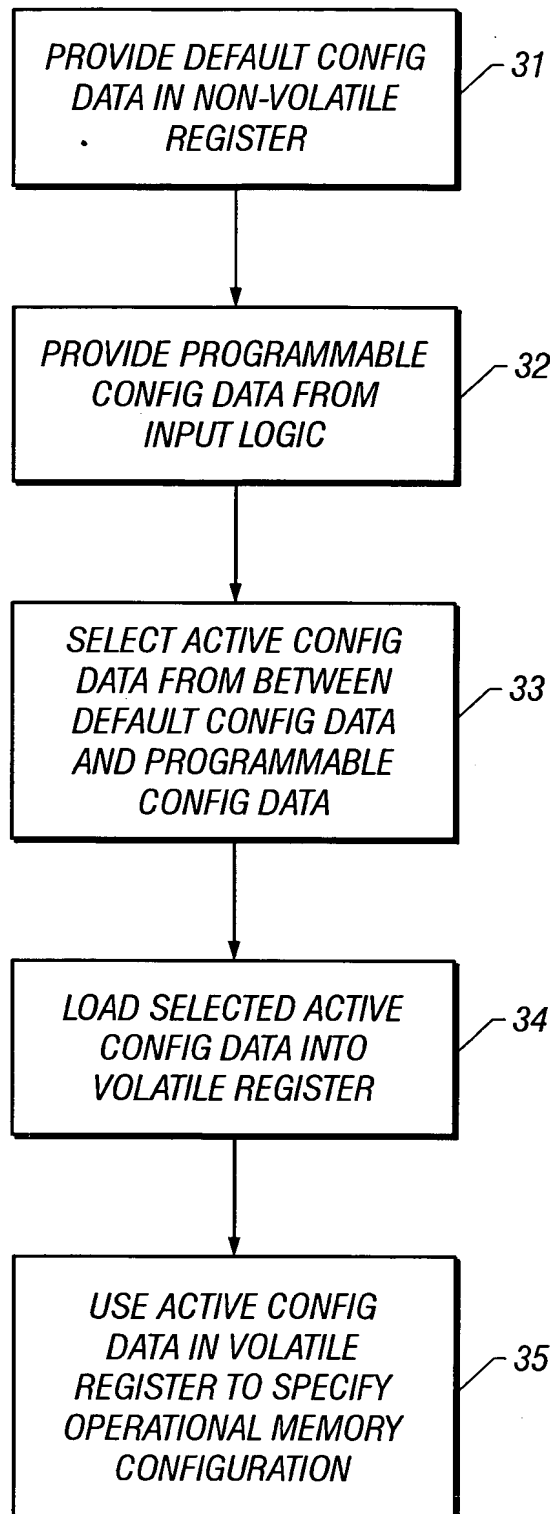 PROVIDE DEFAULT CONFIG
DATA IN NON-VOLATILE
REGISTER
31
PROVIDE PROGRAMMABLE
CONFIG DATA FROM
INPUT LOGIC
32
SELECT ACTIVE CONFIG
DATA FROM BETWEEN
DEFAULT CONFIG DATA
AND PROGRAMMABLE
CONFIG DATA
33
LOAD SELECTED ACTIVE
CONFIG DATA INTO
VOLATILE REGISTER
34
USE ACTIVE CONFIG
DATA IN VOLATILE
REGISTER TO SPECIFY
OPERATIONAL MEMORY
CONFIGURATION
35